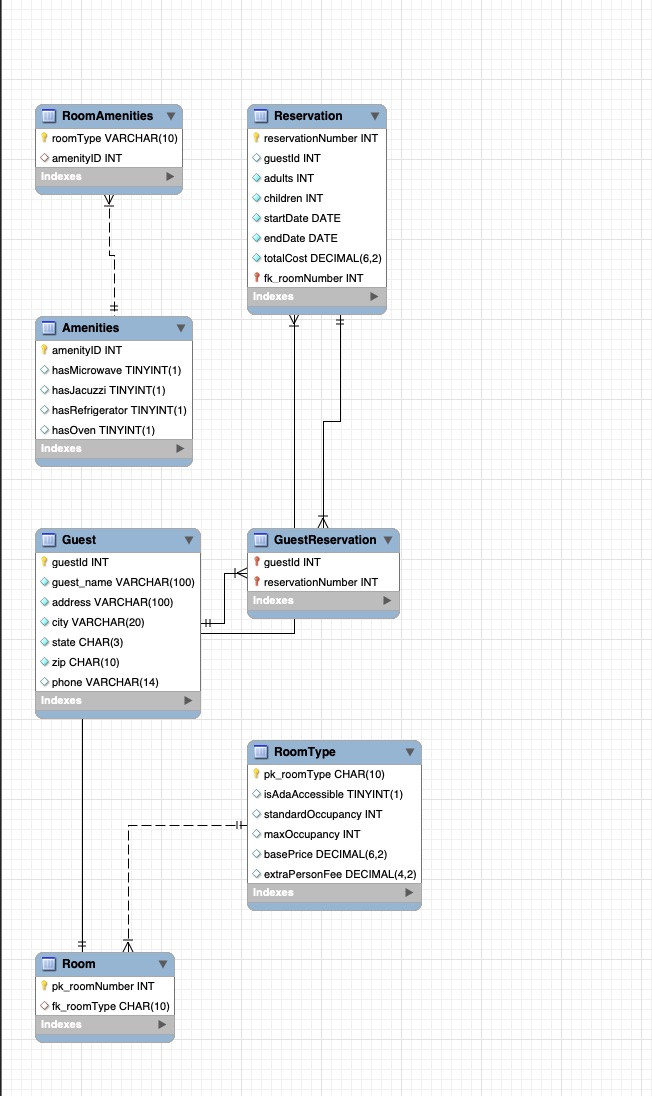 RoomAmenities
roomType VARCHAR(10)
amenityID INT
Indexes
Reservation
reservationNumber INT
guestId INT
adults INT
children INT
startDate DATE
endDate DATE
totalCost DECIMAL(6,2)
fk_roomNumber INT
Indexes
Amenities
amenityID INT
hasMicrowave TINYINT(1)
hasJacuzzi TINYINT(1)
hasRefrigerator TINYINT(1)
hasOven TINYINT(1)
Indexes
Guest
guestId INT
guest_name VARCHAR(100)
address VARCHAR(100)
city VARCHAR(20)
state CHAR(3)
zip CHAR(10)
phone VARCHAR(14)
Indexes
GuestReservation
guestId INT
reservationNumber INT
Indexes
RoomType
pk_roomType CHAR(10)
isAdaAccessible TINYINT(1)
standardOccupancy INT
maxOccupancy INT
basePrice DECIMAL(6,2)
extraPersonFee DECIMAL(4,2)
Indexes
Room
pk_roomNumber INT
fk_roomType CHAR(10)
Indexes